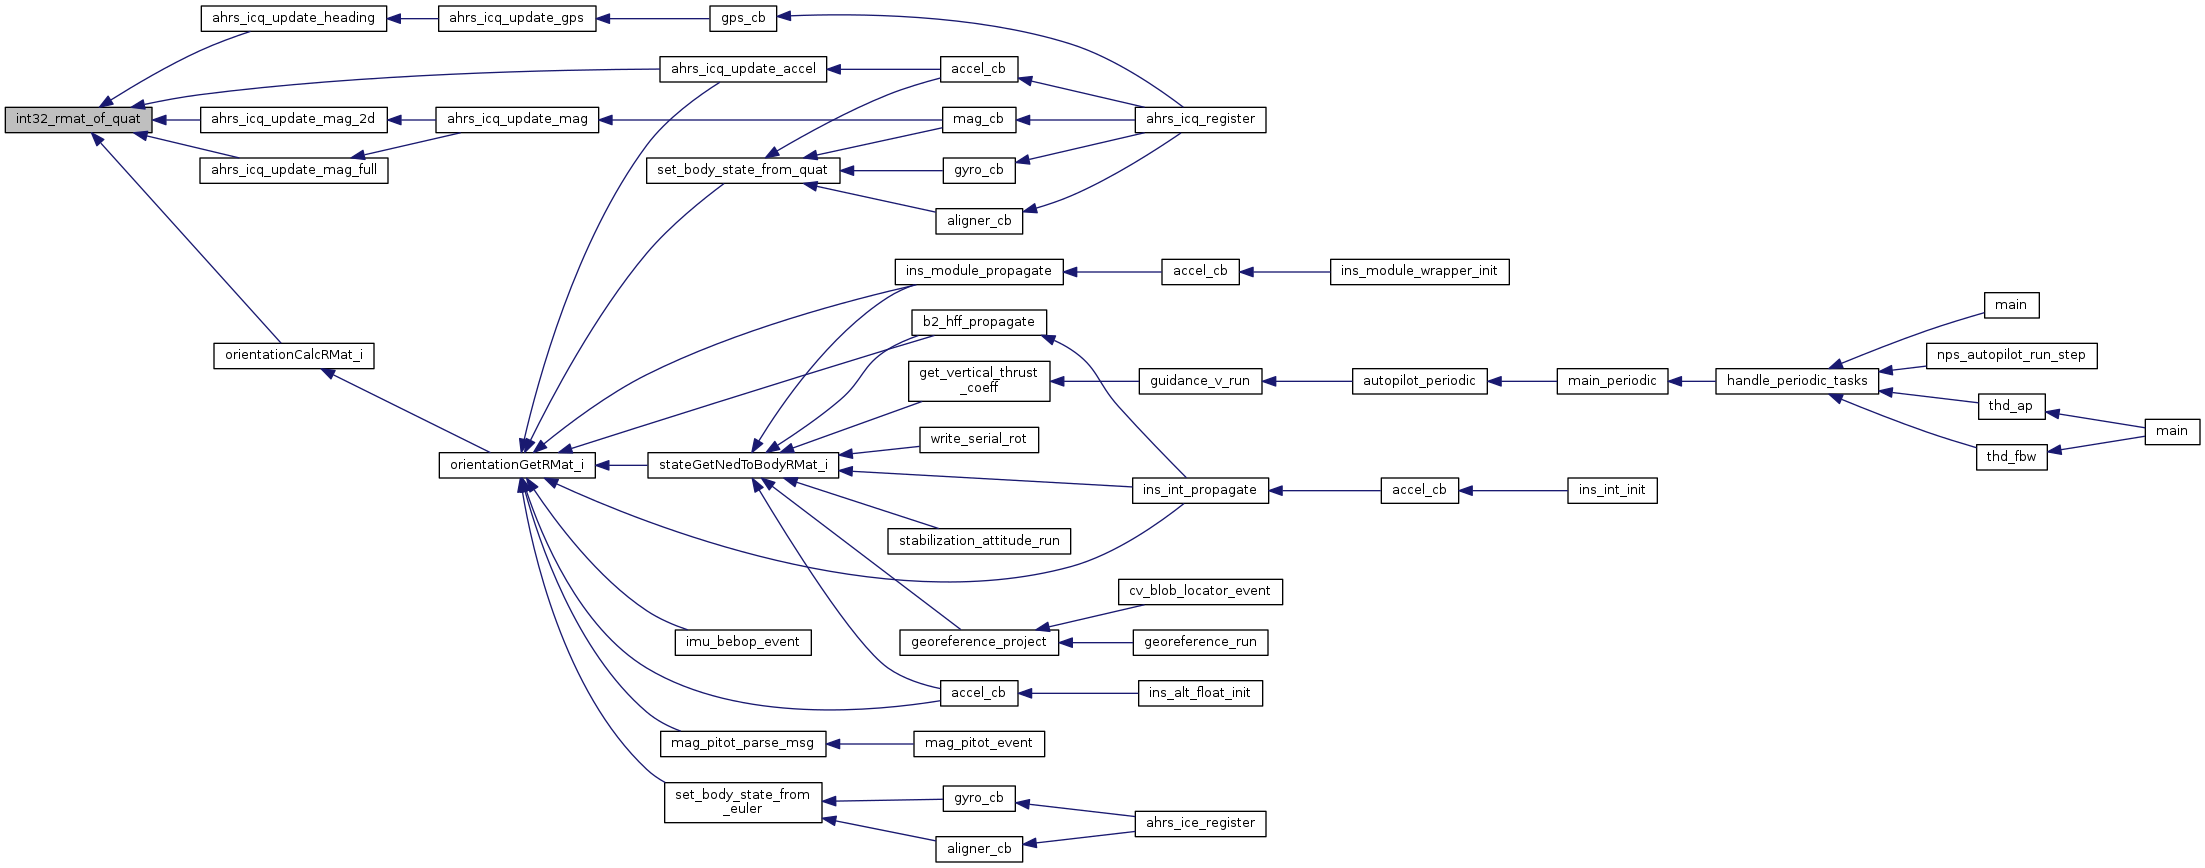 ahrs_icq_update_heading
ahrs_icq_update_gps
gps_cb
ahrs_icq_update_accel
accel_cb
int32_rmat_of_quat
ahrs_icq_update_mag_2d
ahrs_icq_update_mag
mag_cb
ahrs_icq_register
ahrs_icq_update_mag_full
set_body_state_from_quat
gyro_cb
aligner_cb
ins_module_propagate
accel_cb
ins_module_wrapper_init
main
b2_hff_propagate
orientationCalcRMat_i
nps_autopilot_run_step
get_vertical_thrust
_coeff
guidance_v_run
autopilot_periodic
main_periodic
handle_periodic_tasks
thd_ap
main
write_serial_rot
thd_fbw
orientationGetRMat_i
stateGetNedToBodyRMat_i
ins_int_propagate
accel_cb
ins_int_init
stabilization_attitude_run
cv_blob_locator_event
imu_bebop_event
georeference_project
georeference_run
accel_cb
ins_alt_float_init
mag_pitot_parse_msg
mag_pitot_event
set_body_state_from
_euler
gyro_cb
ahrs_ice_register
aligner_cb